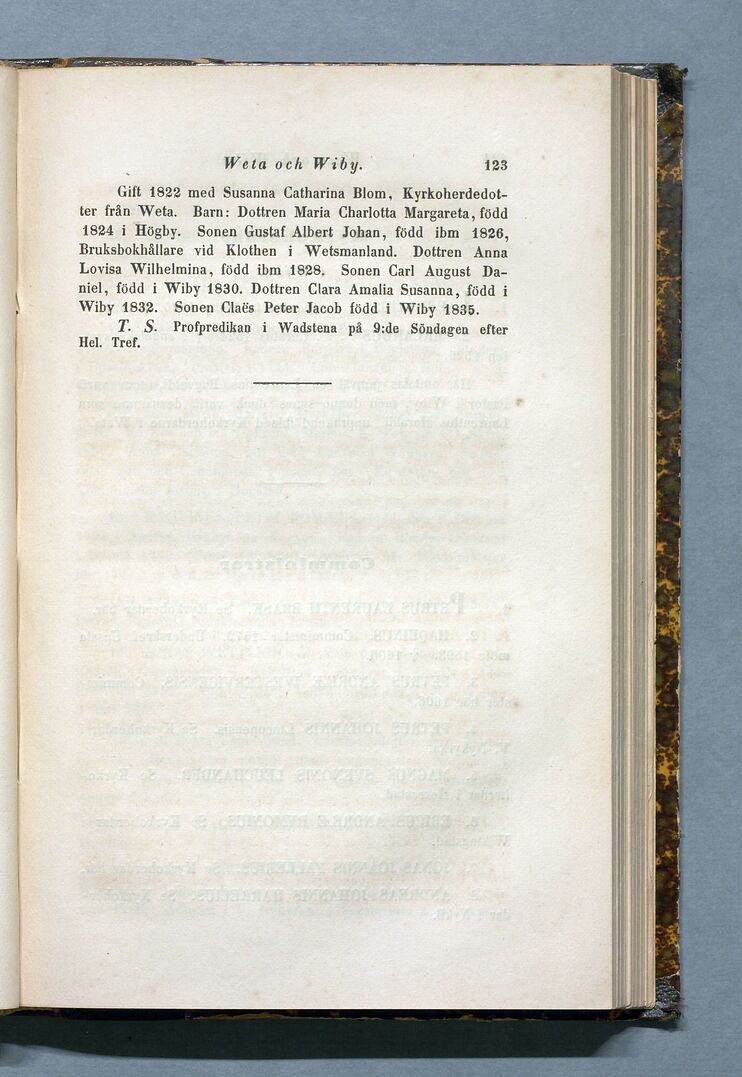 Weta och Wiby. 123
Gift 1822 med Susanna Catharina Blom, Kyrkoherdedot-
ter från Weta. Barn: Dottren Maria Charlotta Margareta, född
1824 i Högby. Sonen Gustaf Albert Johan, född ibm 1826,
Bruksbokhållare vid Klothen i Wetsmanland. Dottren Anna
Lovisa Wilhelmina, född ibm 1828. Sonen Carl August Da-
niel, född i Wiby 1830. Dottren Clara Amalia Susanna, född i
Wiby 1832. Sonen Claës Peter Jacob född i Wiby 1835.
T. S. Profpredikan i Wadstena på 9:de Söndagen efter
Hel. Tref.